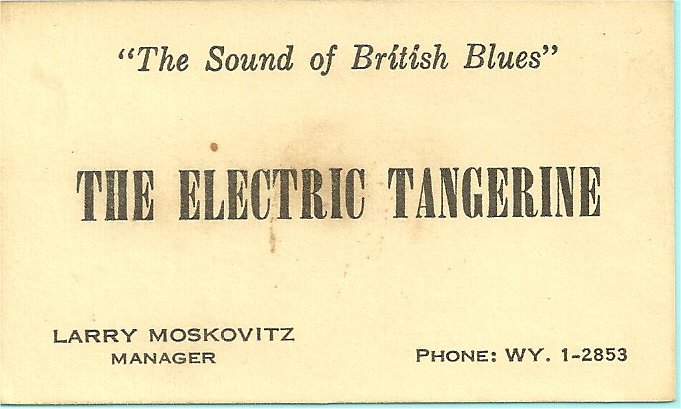 "The Sound of British Blues"
THE ELECTRIC TANGERINE
LARRY MOSKOVITZ
MANAGER
PHONE: WY. 1-2853